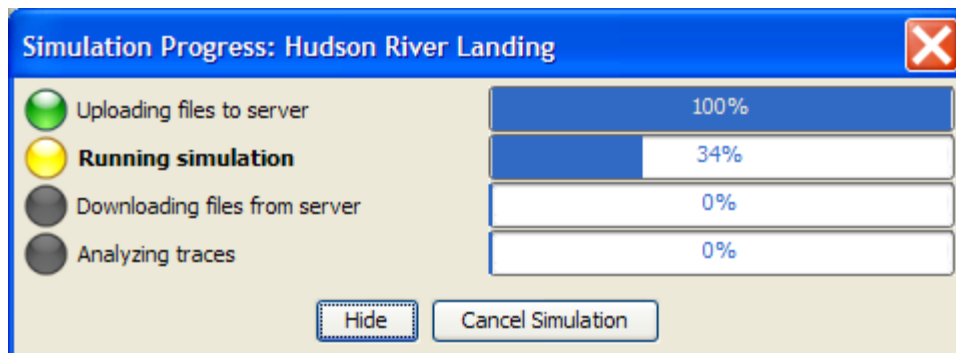 Simulation Progress: Hudson River Landing
Uploading files to server 100%
Running simulation 34%
Downloading files from server 0%
Analyzing traces 0%
Hide Cancel Simulation